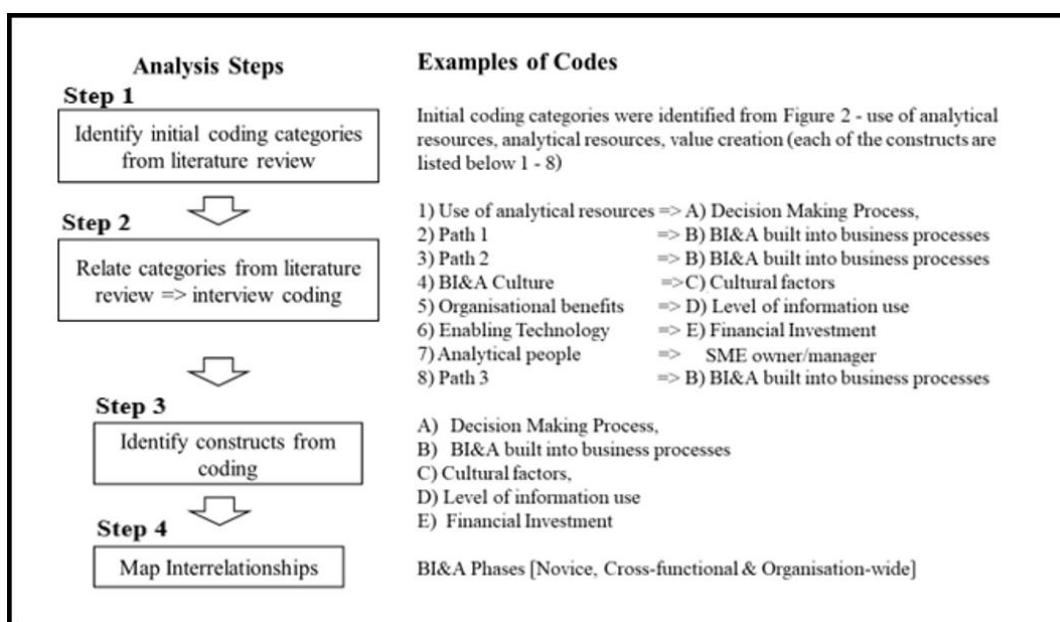 Analysis Steps
Examples of Codes
Step 1
Identify initial coding categories
from literature review
Initial coding categories were identified from Figure 2 - use of analytical
resources, analytical resources, value creation (each of the constructs are
listed below 1 - 8)
Step 2
Relate categories from literature
review => interview coding
1) Use of analytical resources => A) Decision Making Process,
2) Path 1 => B) BI&A built into business processes
3) Path 2 => B) BI&A built into business processes
4) BI&A Culture =>C) Cultural factors
5) Organisational benefits => D) Level of information use
6) Enabling Technology => E) Financial Investment
7) Analytical people => SME owner/manager
8) Path 3 => B) BI&A built into business processes
Step 3
Identify constructs from
coding
A) Decision Making Process,
B) BI&A built into business processes
C) Cultural factors,
D) Level of information use
E) Financial Investment
Step 4
Map Interrelationships
BI&A Phases [Novice, Cross-functional & Organisation-wide]